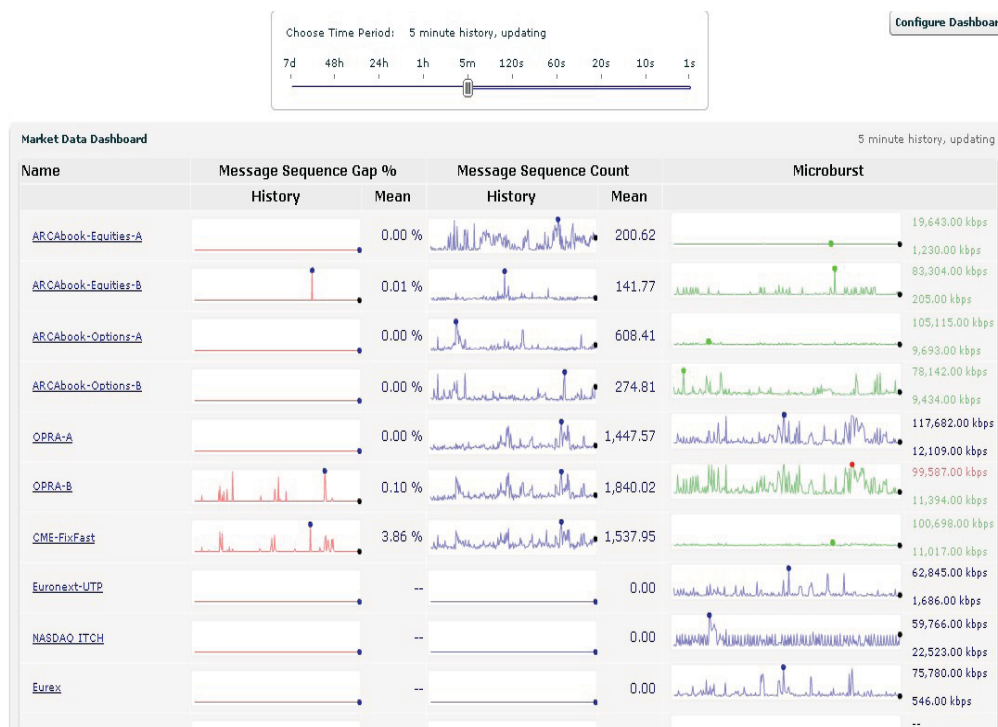 Configure Dashboar
Choose Time Period: 5 minute history, updating
7d 48h 24h 1h 5m 120s 60s 20s 10s 1s
Market Data Dashboard 5 minute history, updating
Name Message Sequence Gap % Message Sequence Count Microburst
History Mean History Mean
ARCAbook-Equities-A 0.00 % 200.62 19,643.00 kbps
1,230.00 kbps
ARCAbook-Equities-B 0.01 % 141.77 83,304.00 kbps
205.00 kbps
ARCAbook-Options-A 0.00 % 608.41 105,115.00 kbps
9,693.00 kbps
ARCAbook-Options-B 0.00 % 274.81 78,142.00 kbps
9,434.00 kbps
OPRA-A 0.00 % 1,447.57 117,682.00 kbps
12,109.00 kbps
OPRA-B 0.10 % 1,840.02 99,587.00 kbps
11,394.00 kbps
CME-FixFast 3.86 % 1,537.95 100,698.00 kbps
11,017.00 kbps
Euronext-UTP -- 0.00 62,845.00 kbps
1,686.00 kbps
NASDAQ ITCH -- 0.00 59,766.00 kbps
22,523.00 kbps
Eurex -- 0.00 75,780.00 kbps
546.00 kbps
--